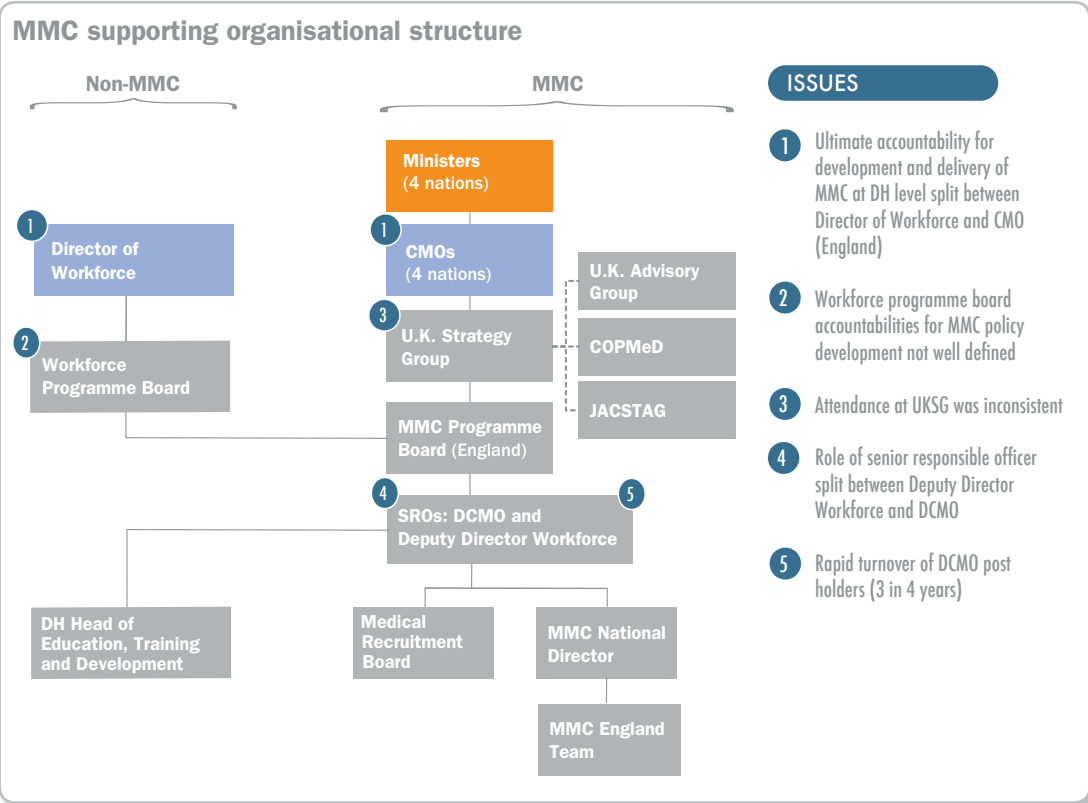 MMC supporting organisational structure
Non-MMC
MMC
Ministers
(4 nations)
1
Director of
Workforce
1
CMOs
(4 nations)
U.K. Advisory
Group
2
Workforce
Programme Board
3
U.K. Strategy
Group
COPMeD
JACSTAG
MMC Programme
Board (England)
4
5
SROs: DCMO and
Deputy Director Workforce
DH Head of
Education, Training
and Development
Medical
Recruitment
Board
MMC National
Director
MMC England
Team
ISSUES
1
Ultimate accountability for
development and delivery of
MMC at DH level split between
Director of Workforce and CMO
(England)
2
Workforce programme board
accountabilities for MMC policy
development not well defined
3
Attendance at UKSG was inconsistent
4
Role of senior responsible officer
split between Deputy Director
Workforce and DCMO
5
Rapid turnover of DCMO post
holders (3 in 4 years)